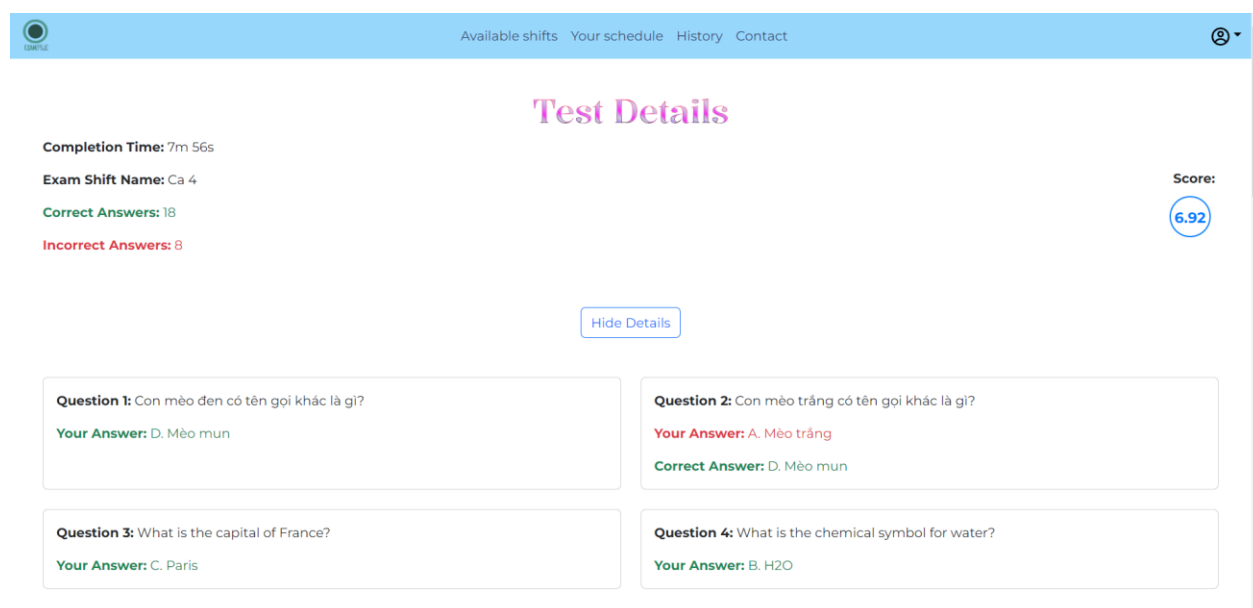 Available shifts Your schedule History Contact
Test Details
Completion Time: 7m 56s
Exam Shift Name: Ca 4
Correct Answers: 18
Incorrect Answers: 8
Score:
6.92
Hide Details
Question 1: Con mèo đen có tên gọi khác là gì?
Your Answer: D. Mèo mun
Question 2: Con mèo trắng có tên gọi khác là gì?
Your Answer: A. Mèo trắng
Correct Answer: D. Mèo mun
Question 3: What is the capital of France?
Your Answer: C. Paris
Question 4: What is the chemical symbol for water?
Your Answer: B. H2O